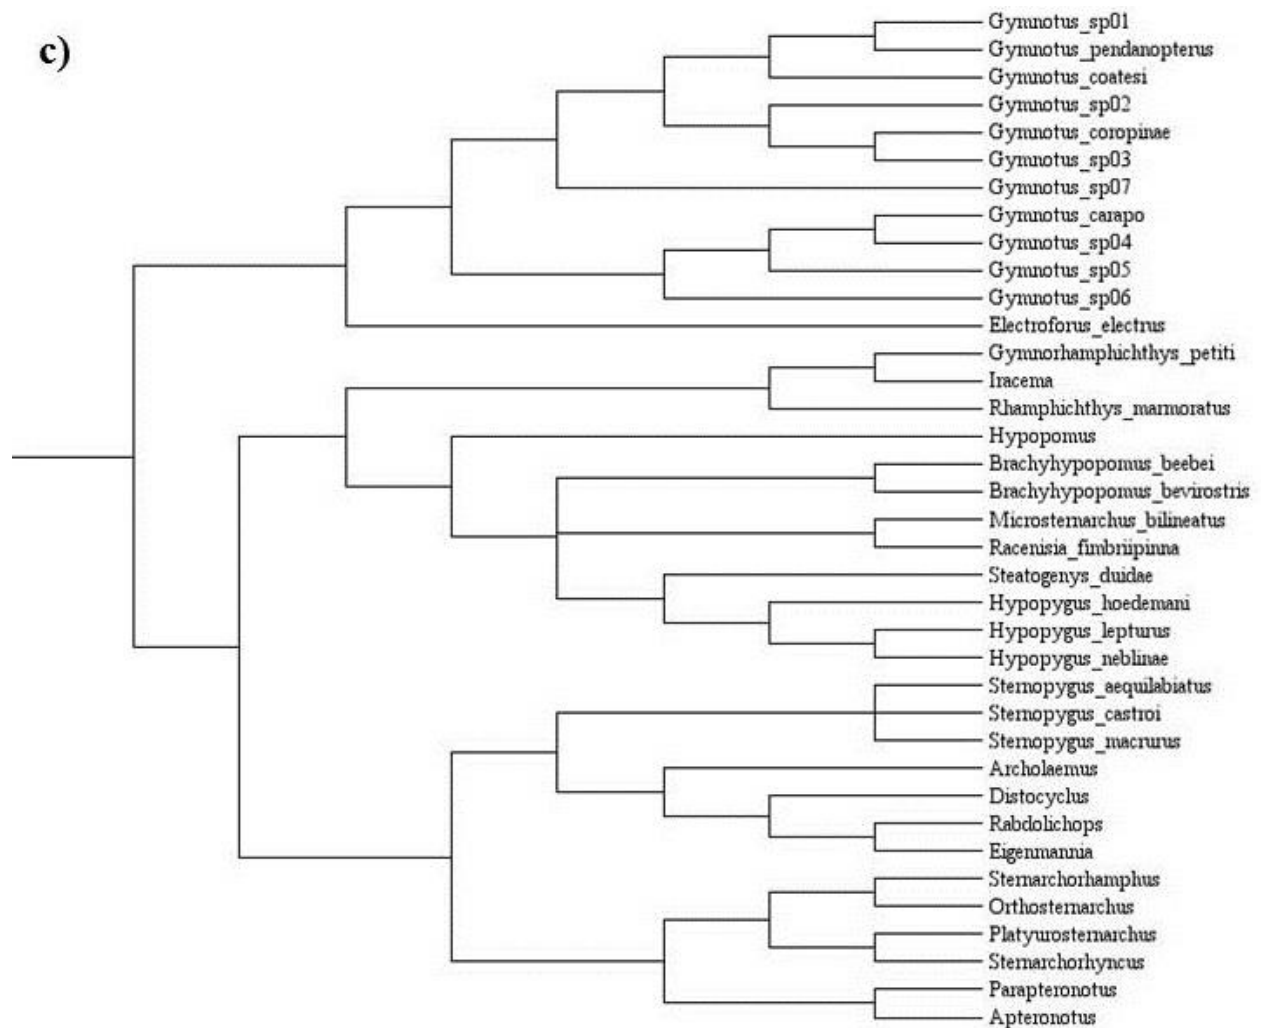 c)
Gymnotus_sp01
Gymnotus_pendanopterus
Gymnotus_coatesi
Gymnotus_sp02
Gymnotus_coropinae
Gymnotus_sp03
Gymnotus_sp07
Gymnotus_carapo
Gymnotus_sp04
Gymnotus_sp05
Gymnotus_sp06
Electroforus_electrus
Gymnorhamphichthys_petiti
Iracema
Rhamphichthys_marmoratus
Hypopomus
Brachyhypopomus_beebei
Brachyhypopomus_bevirostris
Microsternarchus_bilineatus
Racenisia_fimbriipinna
Steatogenys_duidae
Hypopygus_hoedemani
Hypopygus_lepturus
Hypopygus_neblinae
Sternopygus_aequilabiatus
Sternopygus_castroi
Sternopygus_macrurus
Archolaemus
Distocyclus
Rabdolichops
Eigenmannia
Sternarchorhamphus
Orthosternarchus
Platyurosternarchus
Sternarchorhyncus
Parapteronotus
Apteronotus